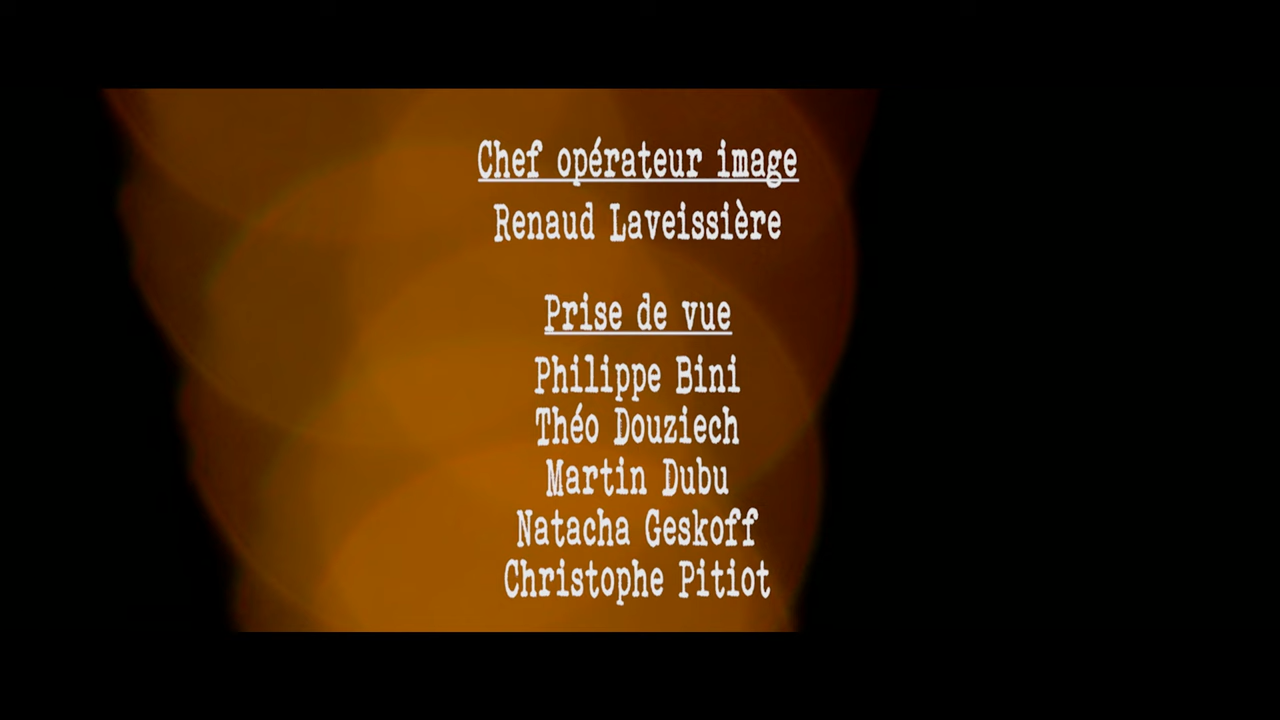 Chef opérateur image
Renaud Laveissière
Prise de vue
Philippe Bini
Théo Douziech
Martin Dubu
Natacha Geskoff
Christophe Pitiot